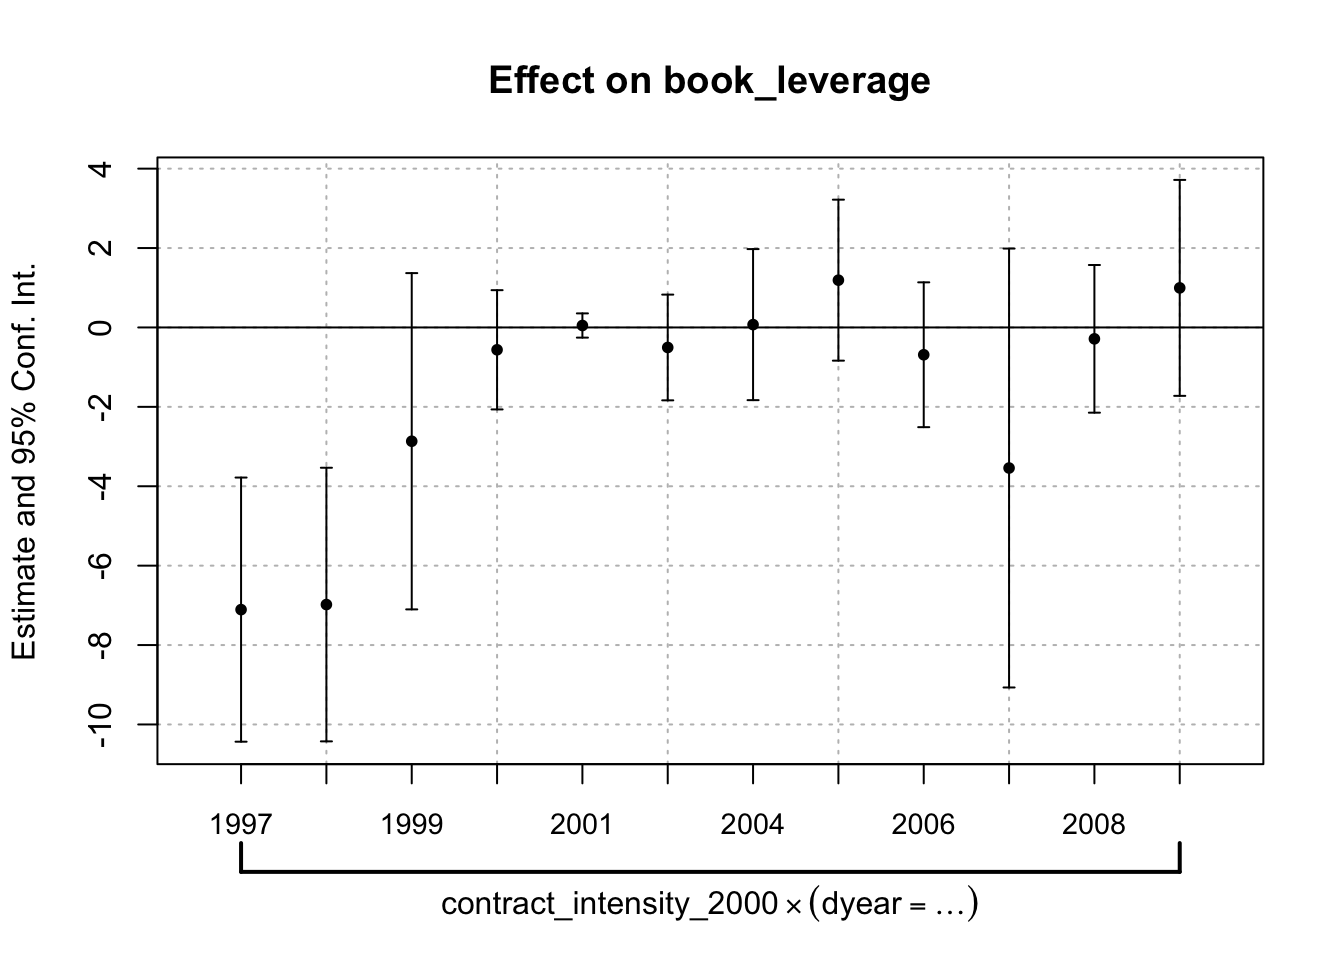 Effect on book_leverage
Estimate and 95% Conf. Int.
4
2
0
-2
-4
-6
-8
-10
1997 1999 2001 2004 2006 2008
contract_intensity_2000 × (dyear = …)